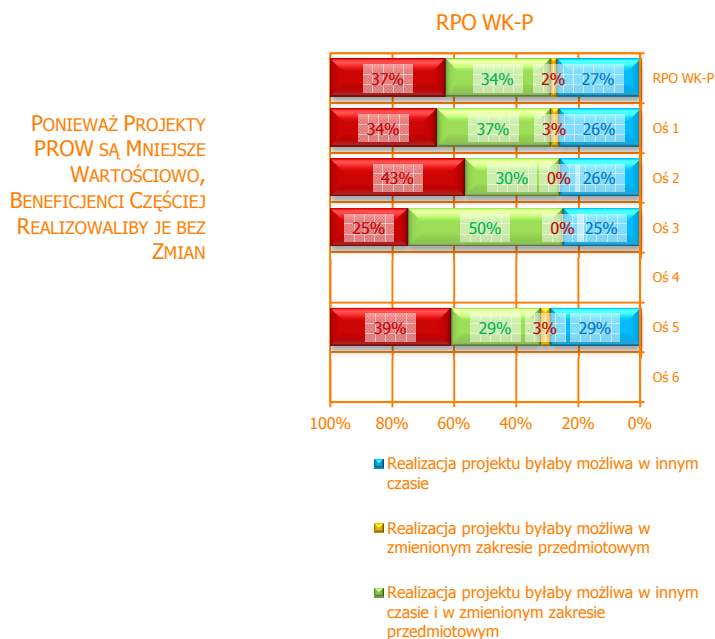 RPO WK-P
PONIEWAŻ PROJEKTY
PROW SĄ MNIEJSZE
WARTOŚCIOWO,
BENEFICJENCI CZĘŚCIEJ
REALIZOWALIBY JE BEZ
ZMIAN
37% 34% 2% 27% RPO WK-P
34% 37% 3% 26% Oś 1
43% 30% 0% 26% Oś 2
25% 50% 0% 25% Oś 3
Oś 4
39% 29% 3% 29% Oś 5
Oś 6
100% 80% 60% 40% 20% 0%
Realizacja projektu byłaby możliwa w innym
czasie
Realizacja projektu byłaby możliwa w
zmienionym zakresie przedmiotowym
Realizacja projektu byłaby możliwa w innym
czasie i w zmienionym zakresie
przedmiotowym